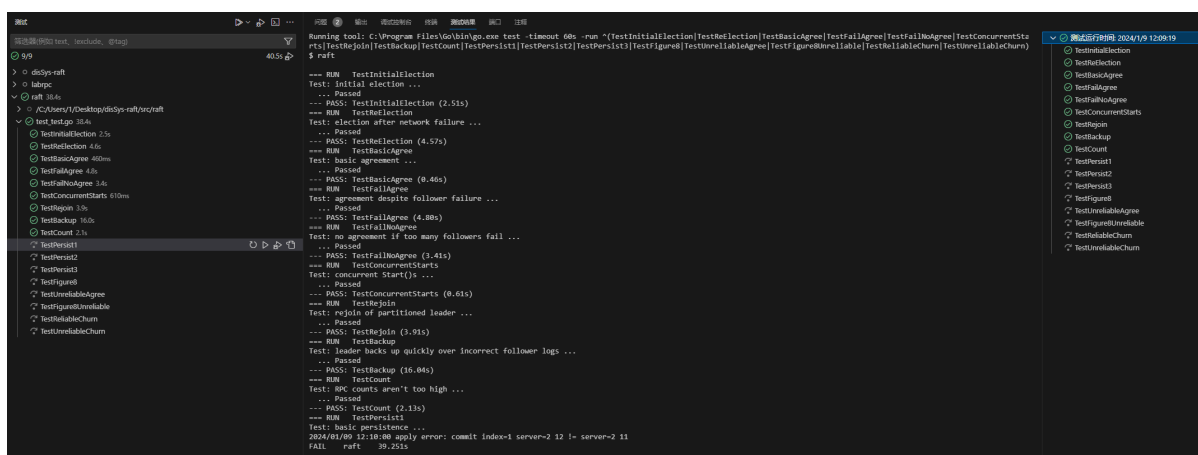 测试
筛选器(例如 text、!exclude、@tag)
9/9
40.5s
disSys-raft
labrpc
raft 38.4s
/C:/Users/1/Desktop/disSys-raft/src/raft
test_test.go 38.4s
TestInitialElection 2.5s
TestReElection 4.6s
TestBasicAgree 460ms
TestFailAgree 4.8s
TestFailNoAgree 3.4s
TestConcurrentStarts 610ms
TestRejoin 3.9s
TestBackup 16.0s
TestCount 2.1s
TestPersist1
TestPersist2
TestPersist3
TestFigure8
TestUnreliableAgree
TestFigure8Unreliable
TestReliableChurn
TestUnreliableChurn
问题 2 输出 调试控制台 终端 测试结果 端口 注释
Running tool: C:\Program Files\Go\bin\go.exe test -timeout 60s -run ^(TestInitialElection|TestReElection|TestBasicAgree|TestFailAgree|TestFailNoAgree|TestConcurrentSta
rts|TestRejoin|TestBackup|TestCount|TestPersist1|TestPersist2|TestPersist3|TestFigure8|TestUnreliableAgree|TestFigure8Unreliable|TestReliableChurn|TestUnreliableChurn)
$ raft
=== RUN TestInitialElection
Test: initial election ...
... Passed
--- PASS: TestInitialElection (2.51s)
=== RUN TestReElection
Test: election after network failure ...
... Passed
--- PASS: TestReElection (4.57s)
=== RUN TestBasicAgree
Test: basic agreement ...
... Passed
--- PASS: TestBasicAgree (0.46s)
=== RUN TestFailAgree
Test: agreement despite follower failure ...
... Passed
--- PASS: TestFailAgree (4.80s)
=== RUN TestFailNoAgree
Test: no agreement if too many followers fail ...
... Passed
--- PASS: TestFailNoAgree (3.41s)
=== RUN TestConcurrentStarts
Test: concurrent Start()s ...
... Passed
--- PASS: TestConcurrentStarts (0.61s)
=== RUN TestRejoin
Test: rejoin of partitioned leader ...
... Passed
--- PASS: TestRejoin (3.91s)
=== RUN TestBackup
Test: leader backs up quickly over incorrect follower logs ...
... Passed
--- PASS: TestBackup (16.04s)
=== RUN TestCount
Test: RPC counts aren't too high ...
... Passed
--- PASS: TestCount (2.13s)
=== RUN TestPersist1
Test: basic persistence ...
2024/01/09 12:10:00 apply error: commit index=1 server=2 12 != server=2 11
FAIL raft 39.251s
测试运行时间: 2024/1/9 12:09:19
TestInitialElection
TestReElection
TestBasicAgree
TestFailAgree
TestFailNoAgree
TestConcurrentStarts
TestRejoin
TestBackup
TestCount
TestPersist1
TestPersist2
TestPersist3
TestFigure8
TestUnreliableAgree
TestFigure8Unreliable
TestReliableChurn
TestUnreliableChurn